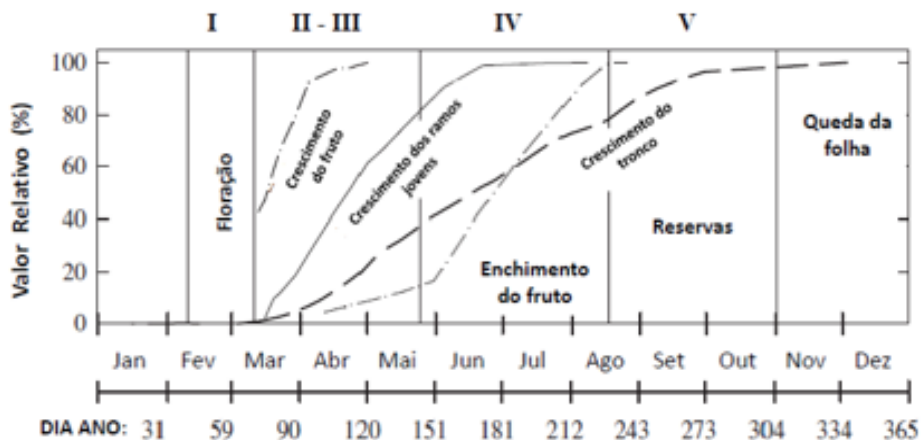 I II - III IV V
100
80
60
40
20
0
Valor Relativo (%)
Floração
Crescimento
do fruto
Crescimento dos ramos
jovens
Enchimento
do fruto
Crescimento do
tronco
Reservas
Queda da
folha
Jan Fev Mar Abr Mai Jun Jul Ago Set Out Nov Dez
DIA ANO: 31 59 90 120 151 181 212 243 273 304 334 365